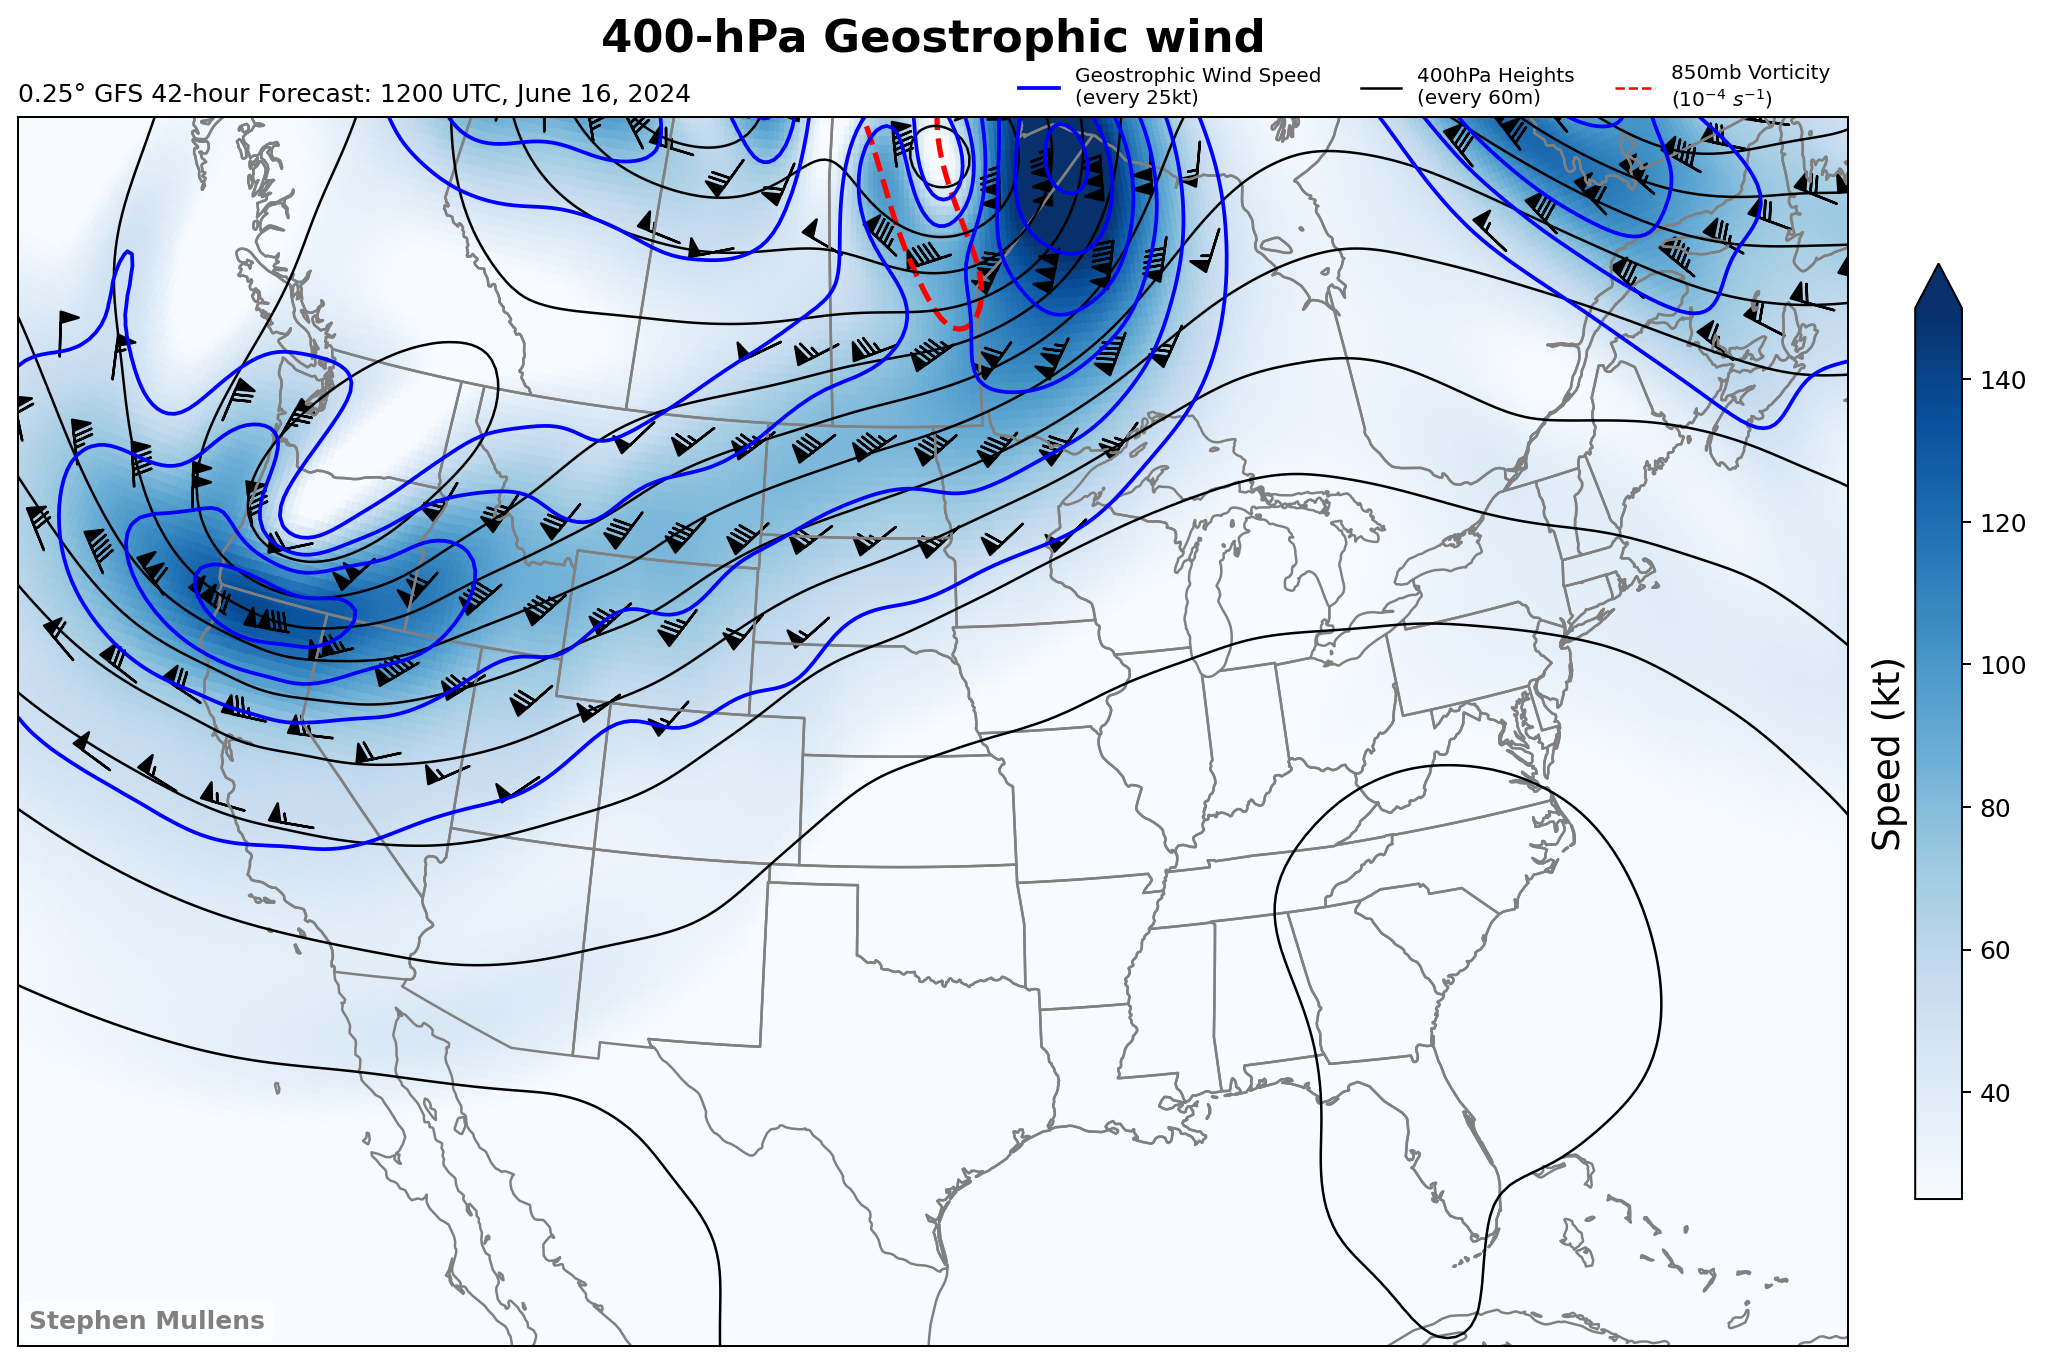 400-hPa Geostrophic wind
0.25° GFS 42-hour Forecast: 1200 UTC, June 16, 2024
Geostrophic Wind Speed
(every 25kt)
400hPa Heights
(every 60m)
850mb Vorticity
(10⁻⁴ s⁻¹)
140
120
100
80
60
40
Speed (kt)
Stephen Mullens